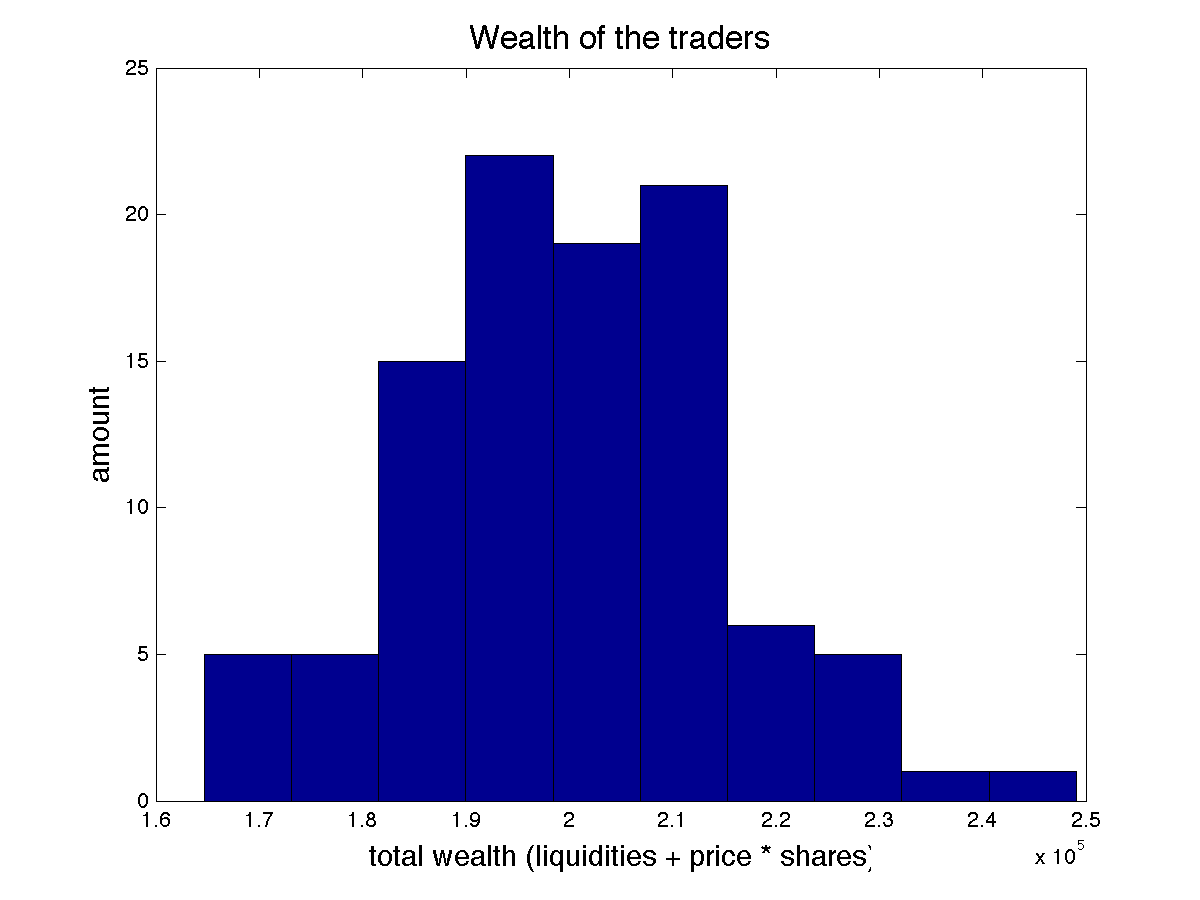 Wealth of the traders
25
20
15
10
5
0
amount
1.6 1.7 1.8 1.9 2 2.1 2.2 2.3 2.4 2.5
x 10^5
total wealth (liquidities + price * shares)